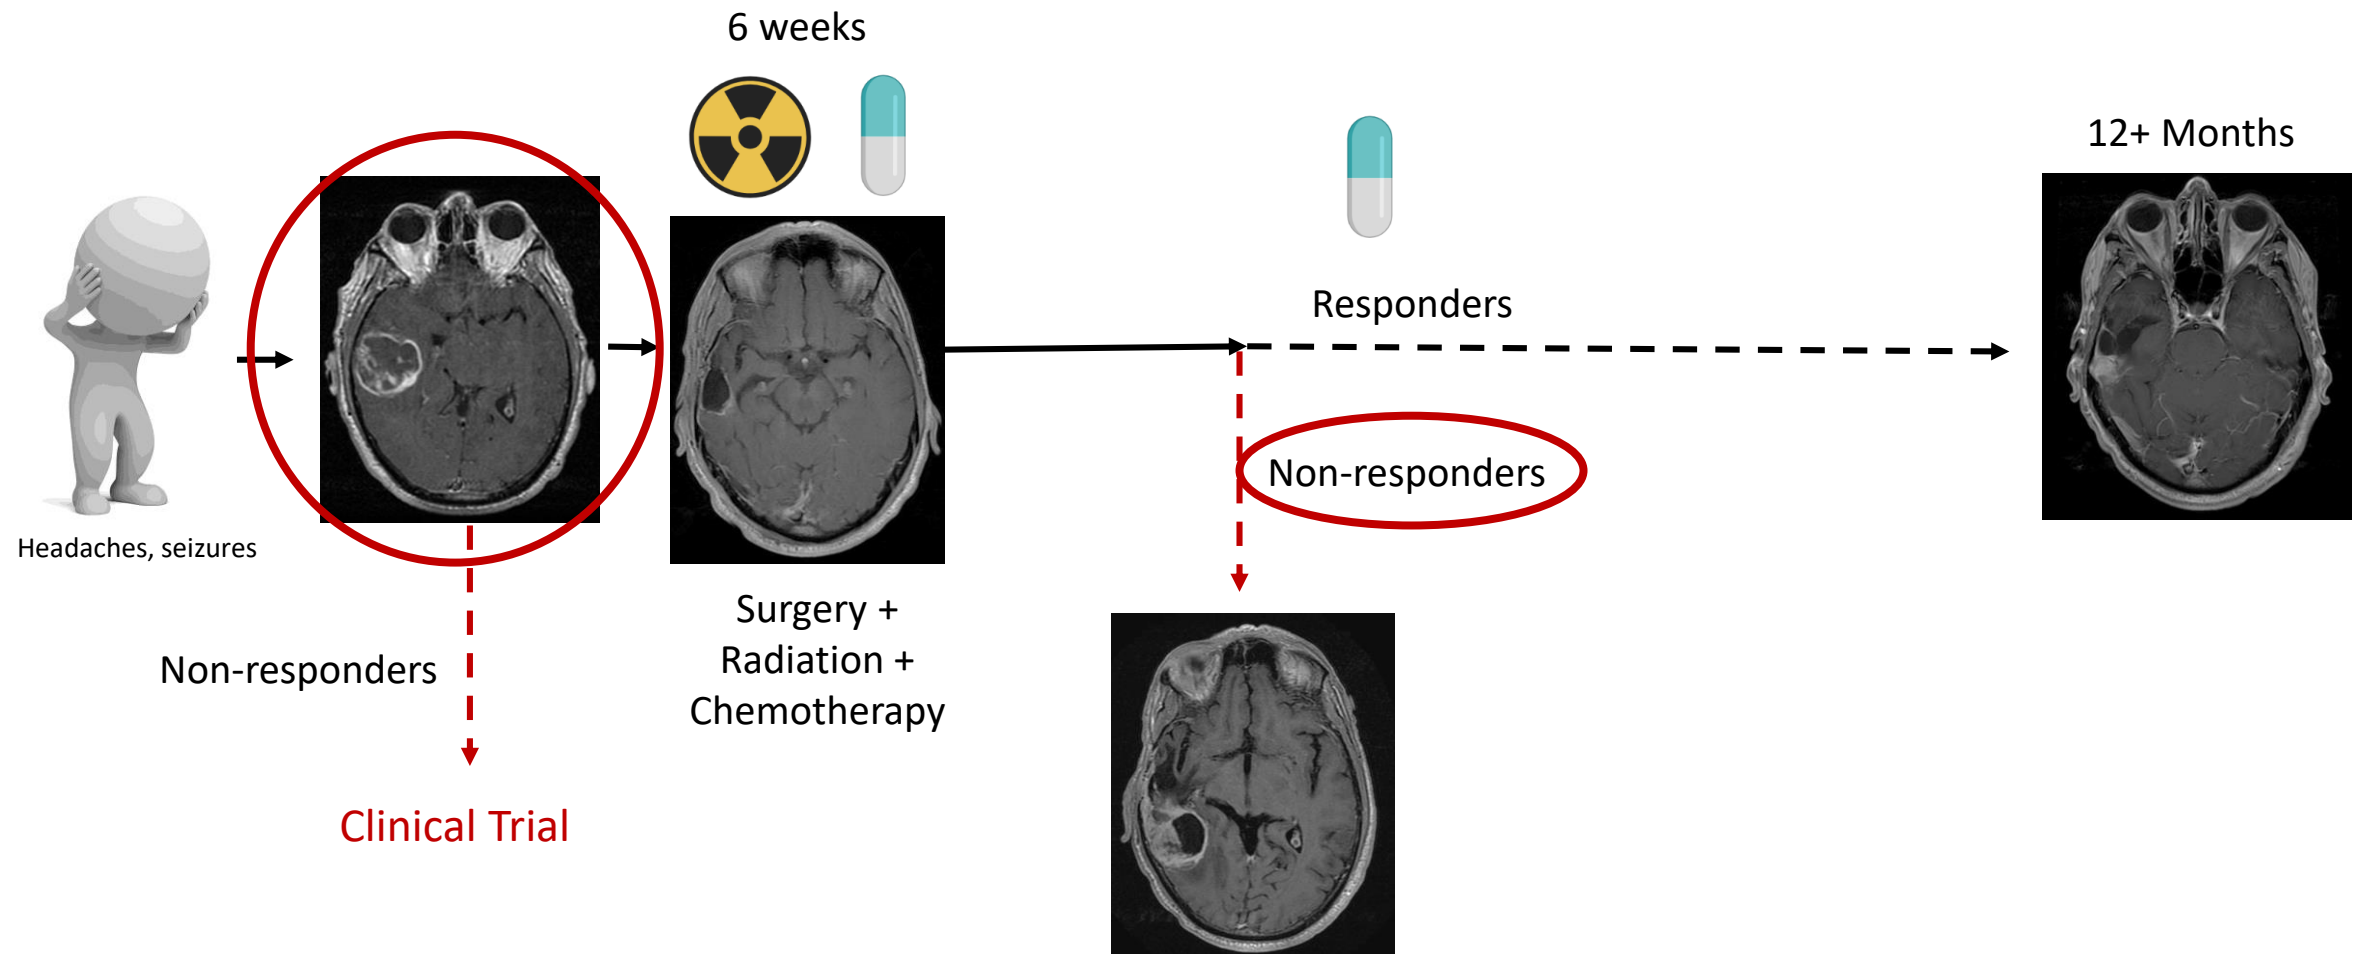 6 weeks
12+ Months
Responders
Non-responders
Headaches, seizures
Surgery +
Radiation +
Chemotherapy
Non-responders
Clinical Trial